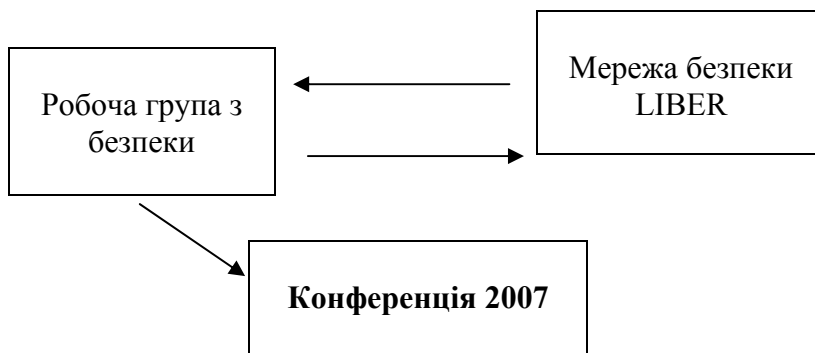 Робоча група з
безпеки
Мережа безпеки
LIBER
Конференція 2007